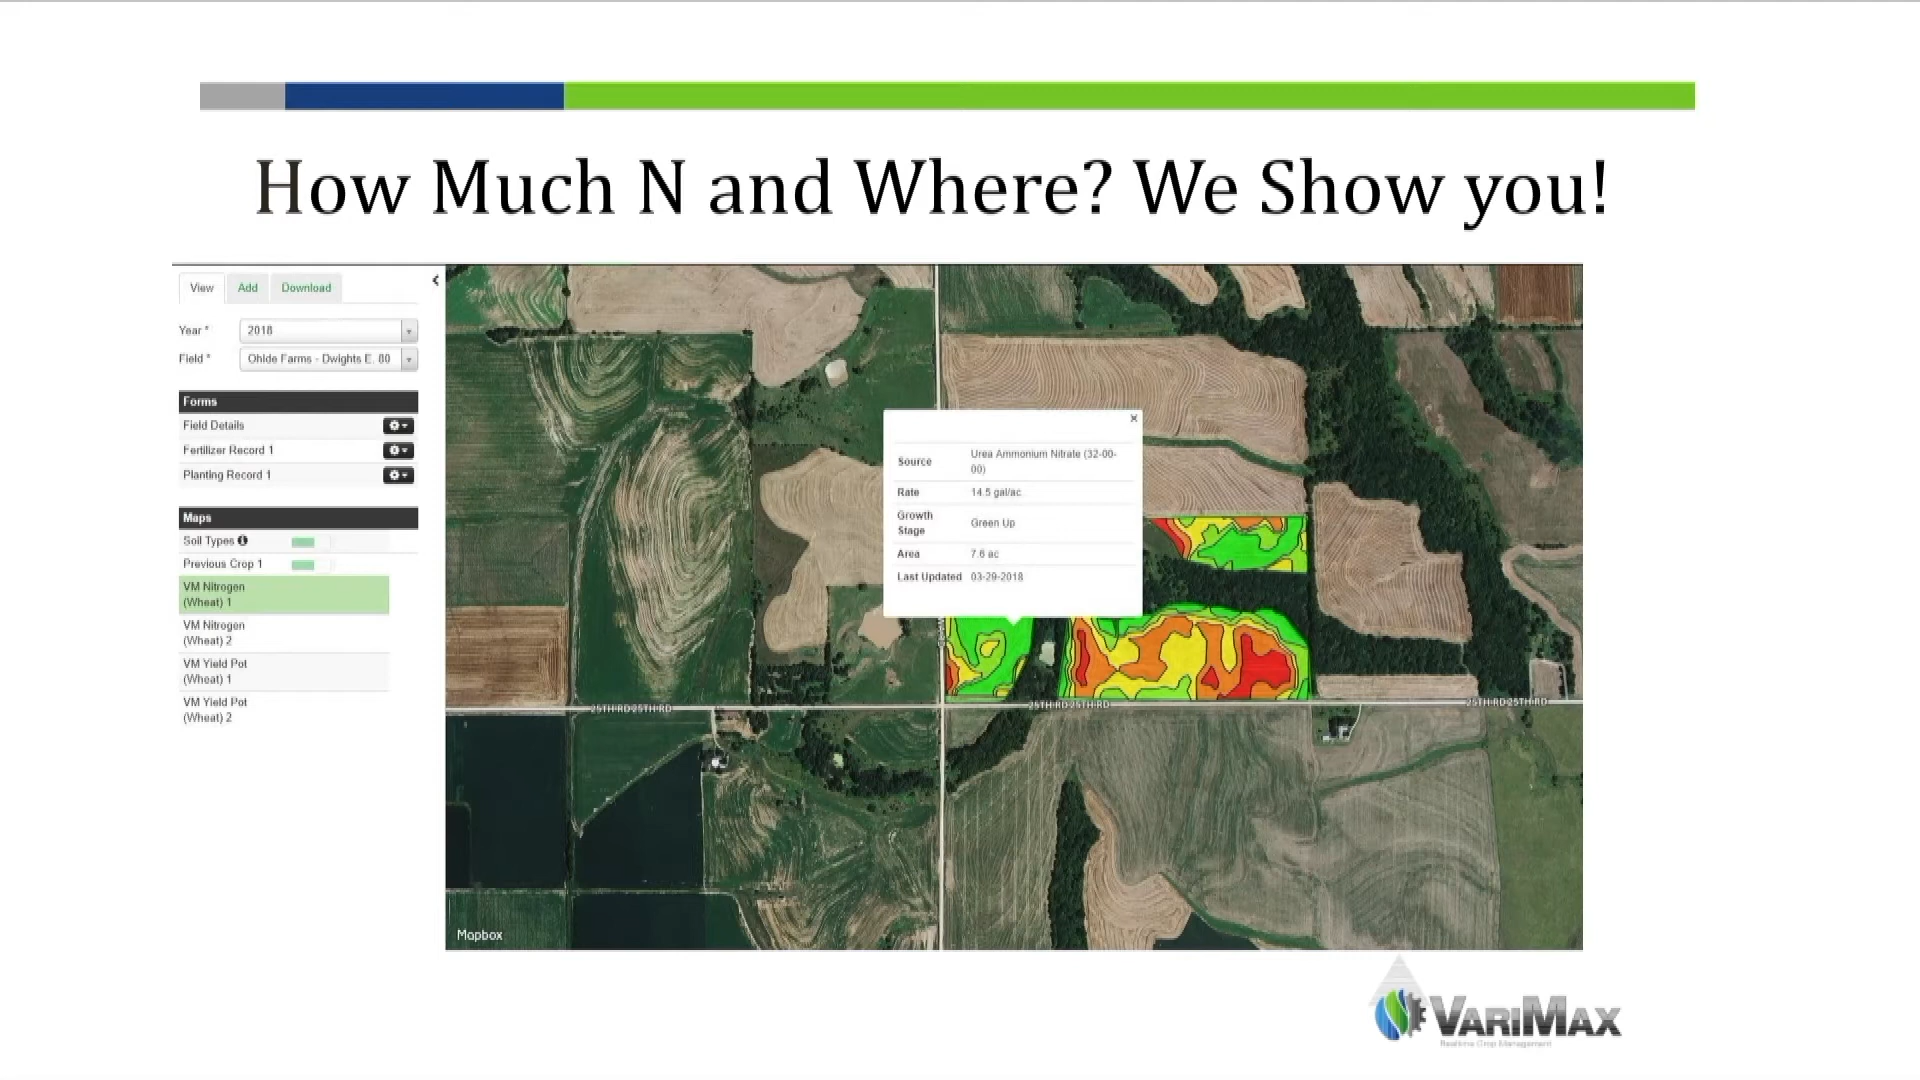 How Much N and Where? We Show you!
View Add Download
Year * 2018
Field * Ohlde Farms - Dwights E. 80
Forms
Field Details
Fertilizer Record 1
Planting Record 1
Maps
Soil Types
Previous Crop 1
VM Nitrogen
(Wheat) 1
VM Nitrogen
(Wheat) 2
VM Yield Pot
(Wheat) 1
VM Yield Pot
(Wheat) 2
Source Urea Ammonium Nitrate (32-00-
00)
Rate 14.5 gal/ac
Growth
Stage Green Up
Area 7.6 ac
Last Updated 03-29-2018
25TH RD 25TH RD
25TH RD 25TH RD
25TH RD 25TH RD
Mapbox
VARIMAX
Realtime Crop Management